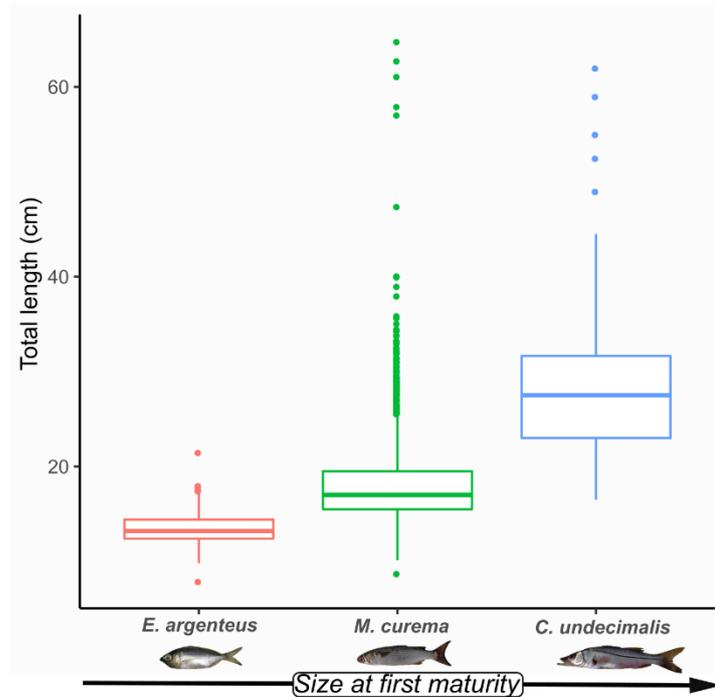 Total length (cm)
60
40
20
E. argenteus
M. curema
C. undecimalis
Size at first maturity